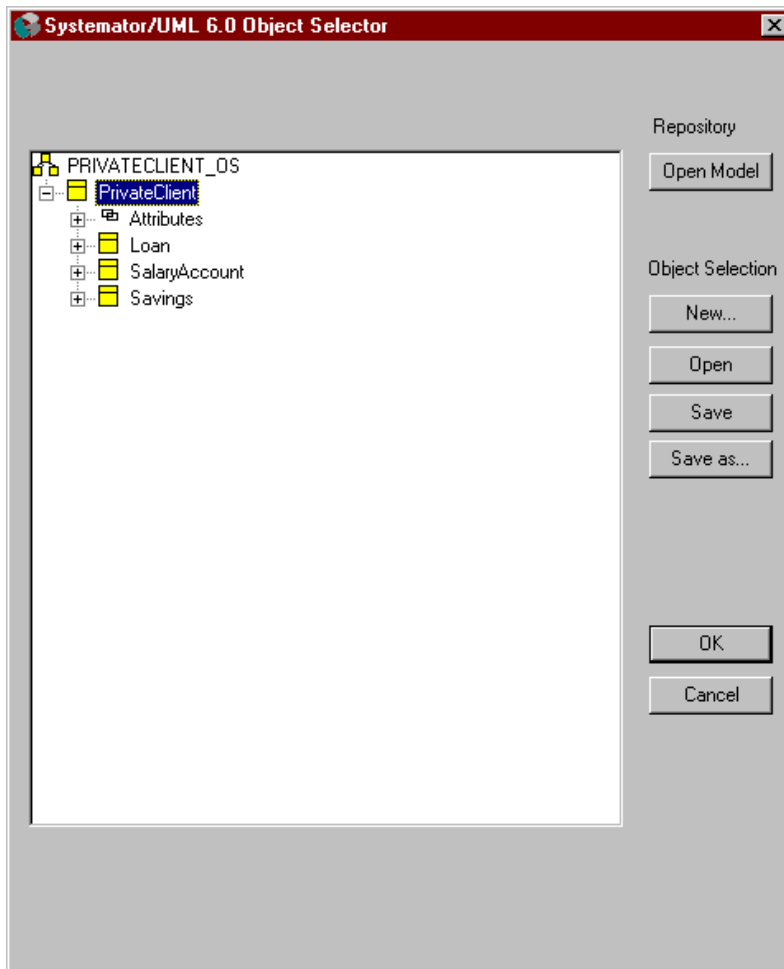 Systemator/UML 6.0 Object Selector
Repository
PRIVATECLIENT_OS
Open Model
PrivateClient
Attributes
Loan
SalaryAccount
Savings
Object Selection
New...
Open
Save
Save as...
OK
Cancel